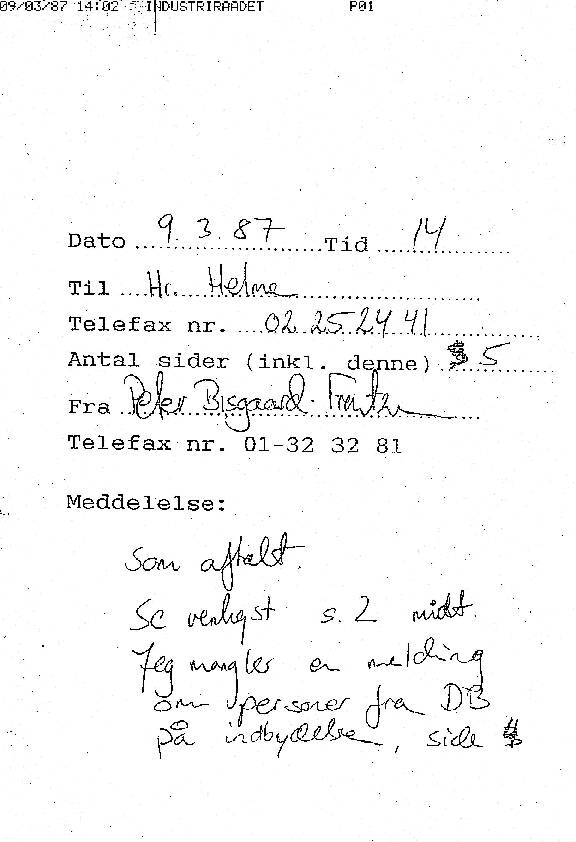 09/03/87 14:02 INDUSTRIRAADET P01
Dato 9. 3. 87 Tid 14
Til Hr. Helme
Telefax nr. 02 25 24 41
Antal sider (inkl. denne) 5
Fra Peter Bisgaard-
Telefax nr. 01-32 32 81
Meddelelse:
Som aftalt.
Se venligst s. 2 midt.
Jeg mangler en melding
om personer fra DB
på indbydelse, side